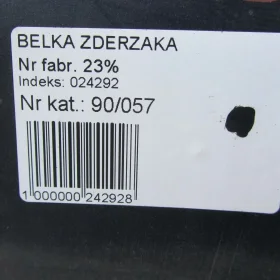 BELKA ZDERZAKA
Nr fabr. 23%
Indeks: 024292
Nr kat.: 90/057
1 000000 242928